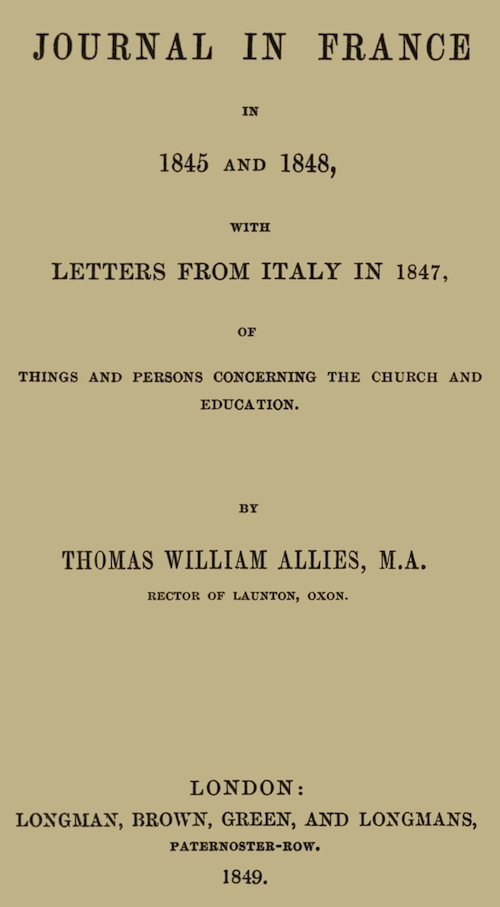 JOURNAL IN FRANCE
IN
1845 AND 1848,
WITH
LETTERS FROM ITALY IN 1847,
OF
THINGS AND PERSONS CONCERNING THE CHURCH AND
EDUCATION.
BY
THOMAS WILLIAM ALLIES, M.A.
RECTOR OF LAUNTON, OXON.
LONDON:
LONGMAN, BROWN, GREEN, AND LONGMANS,
PATERNOSTER-ROW.
1849.